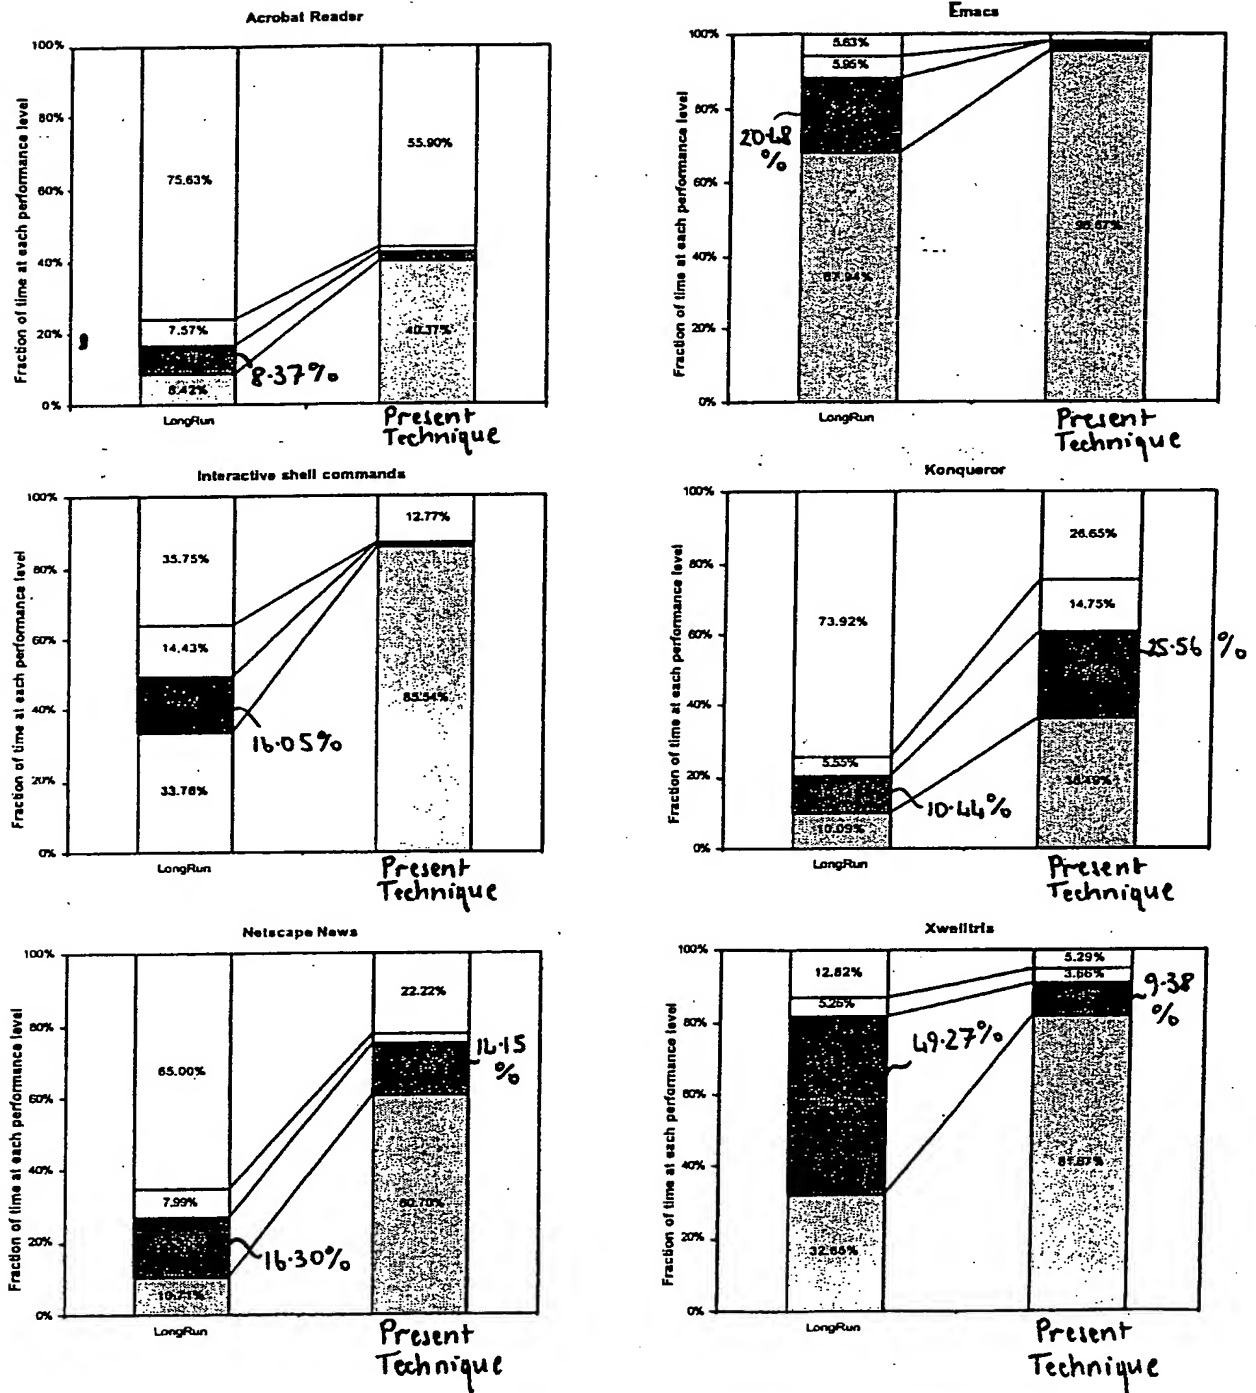 Acrobat Reader
Fraction of time at each performance level
100%
80%
60%
40%
20%
0%
75.63%
7.57%
8.37%
8.42%
55.90%
40.37%
LongRun
Present
Technique
Emacs
Fraction of time at each performance level
100%
80%
60%
40%
20%
0%
5.63%
5.95%
20.48
%
67.94%
LongRun
Present
Technique
Interactive shell commands
Fraction of time at each performance level
100%
80%
60%
40%
20%
0%
35.75%
14.43%
16.05%
33.76%
12.77%
85.54%
LongRun
Present
Technique
Konqueror
Fraction of time at each performance level
100%
80%
60%
40%
20%
0%
73.92%
5.55%
10.44%
10.09%
26.65%
14.75%
25.56 %
LongRun
Present
Technique
Netscape News
Fraction of time at each performance level
100%
80%
60%
40%
20%
0%
65.00%
7.99%
16.30%
10.71%
22.22%
14.15
%
60.70%
LongRun
Present
Technique
Xwelltris
Fraction of time at each performance level
100%
80%
60%
40%
20%
0%
12.82%
5.26%
49.27%
32.65%
5.29%
3.66%
9.38
%
81.67%
LongRun
Present
Technique